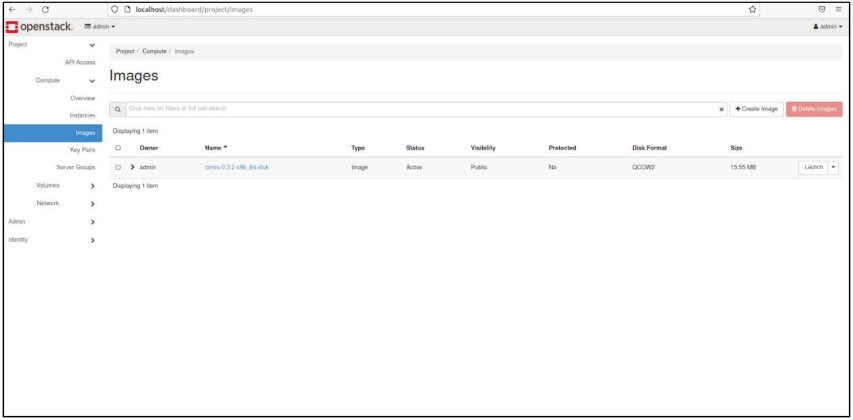 localhost/dashboard/project/images
openstack. admin
admin
Project
API Access
Compute
Overview
Instances
Images
Key Pairs
Server Groups
Volumes
Network
Admin
Identity
Project / Compute / Images
Images
Click here for filters or full text search.
Create Image Delete Images
Displaying 1 item
Owner Name Type Status Visibility Protected Disk Format Size
admin cirros-0.5.2-x86_64-disk Image Active Public No QCOW2 15.55 MB Launch
Displaying 1 item